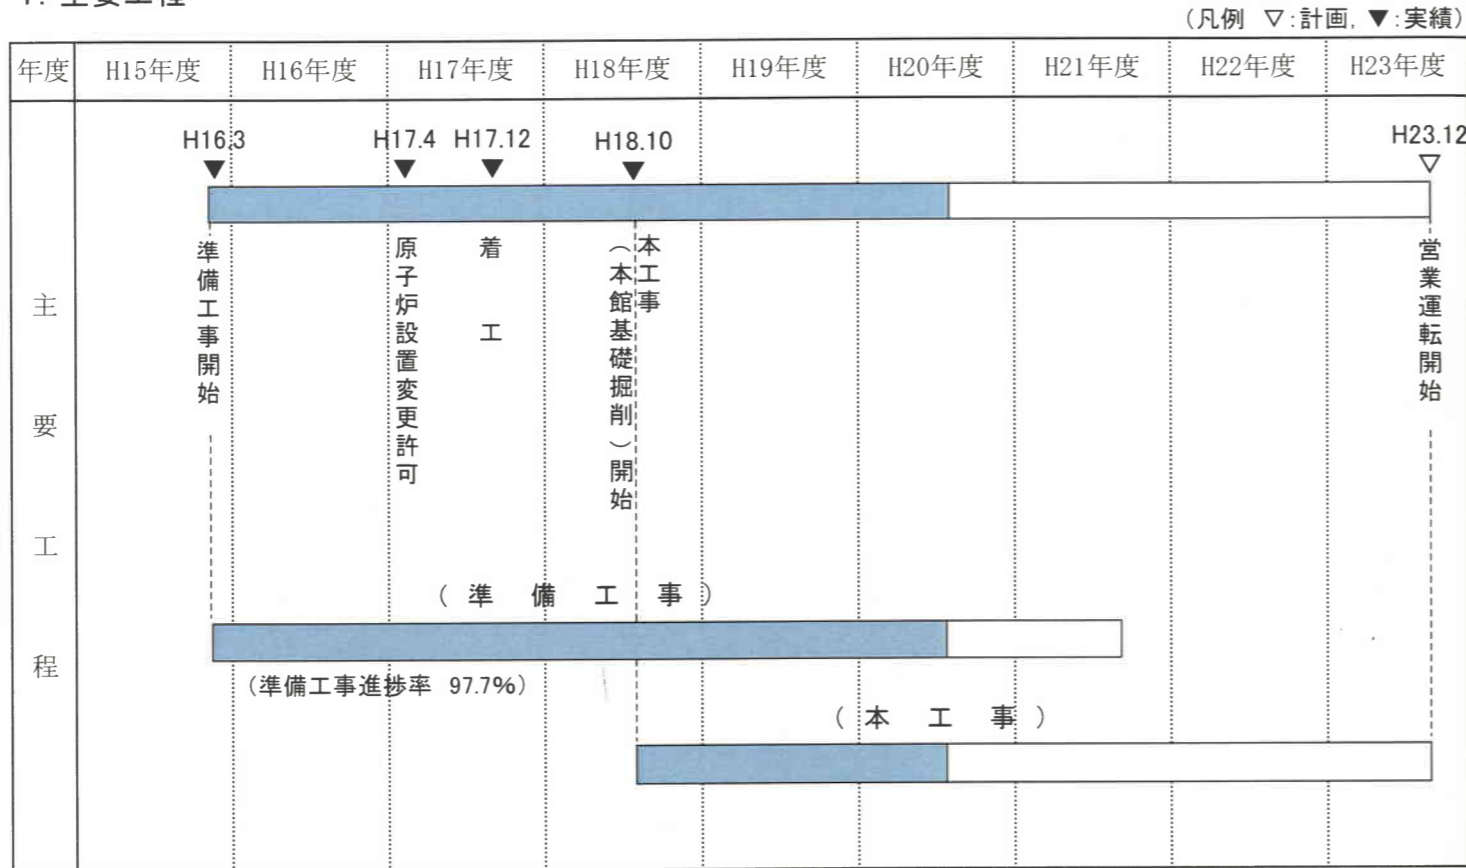 (凡例 ▽:計画, ▼:実績)
年度 H15年度 H16年度 H17年度 H18年度 H19年度 H20年度 H21年度 H22年度 H23年度
主要工程
H16.3 H17.4 H17.12 H18.10 H23.12
▼ ▼ ▼ ▼ ▽
準備工事開始
原子炉設置変更許可
着工
本工事
(本館基礎掘削)開始
営業運転開始
(準備工事)
(準備工事進捗率 97.7%)
(本工事)